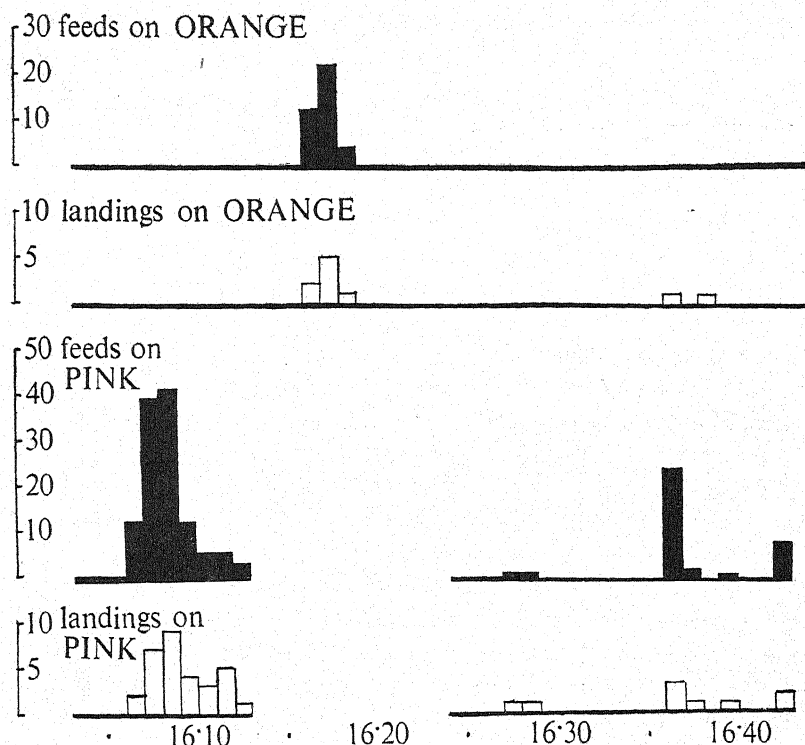 30 feeds on ORANGE
20
10
10 landings on ORANGE
5
50 feeds on
PINK
40
30
20
10
10 landings on
PINK
5
16·10 16·20 16·30 16·40